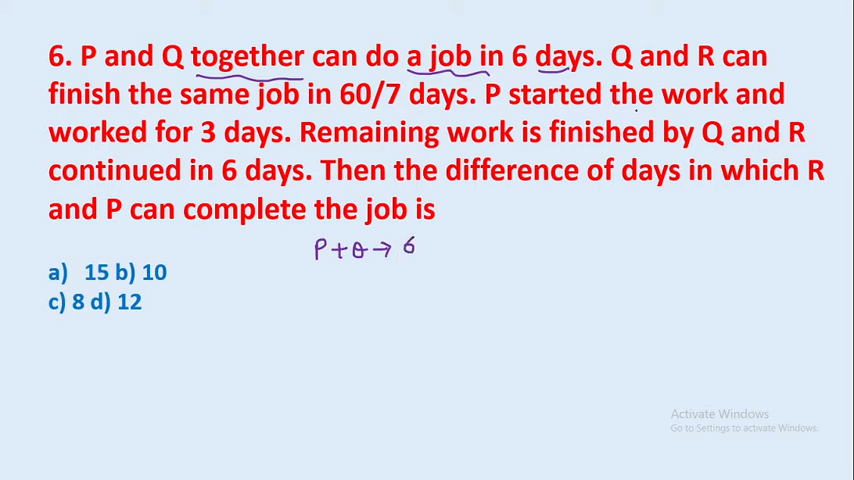 6. P and Q together can do a job in 6 days. Q and R can
finish the same job in 60/7 days. P started the work and
worked for 3 days. Remaining work is finished by Q and R
continued in 6 days. Then the difference of days in which R
and P can complete the job is
P+Q→ 6
a) 15 b) 10
c) 8 d) 12
Activate Windows
Go to Settings to activate Windows.